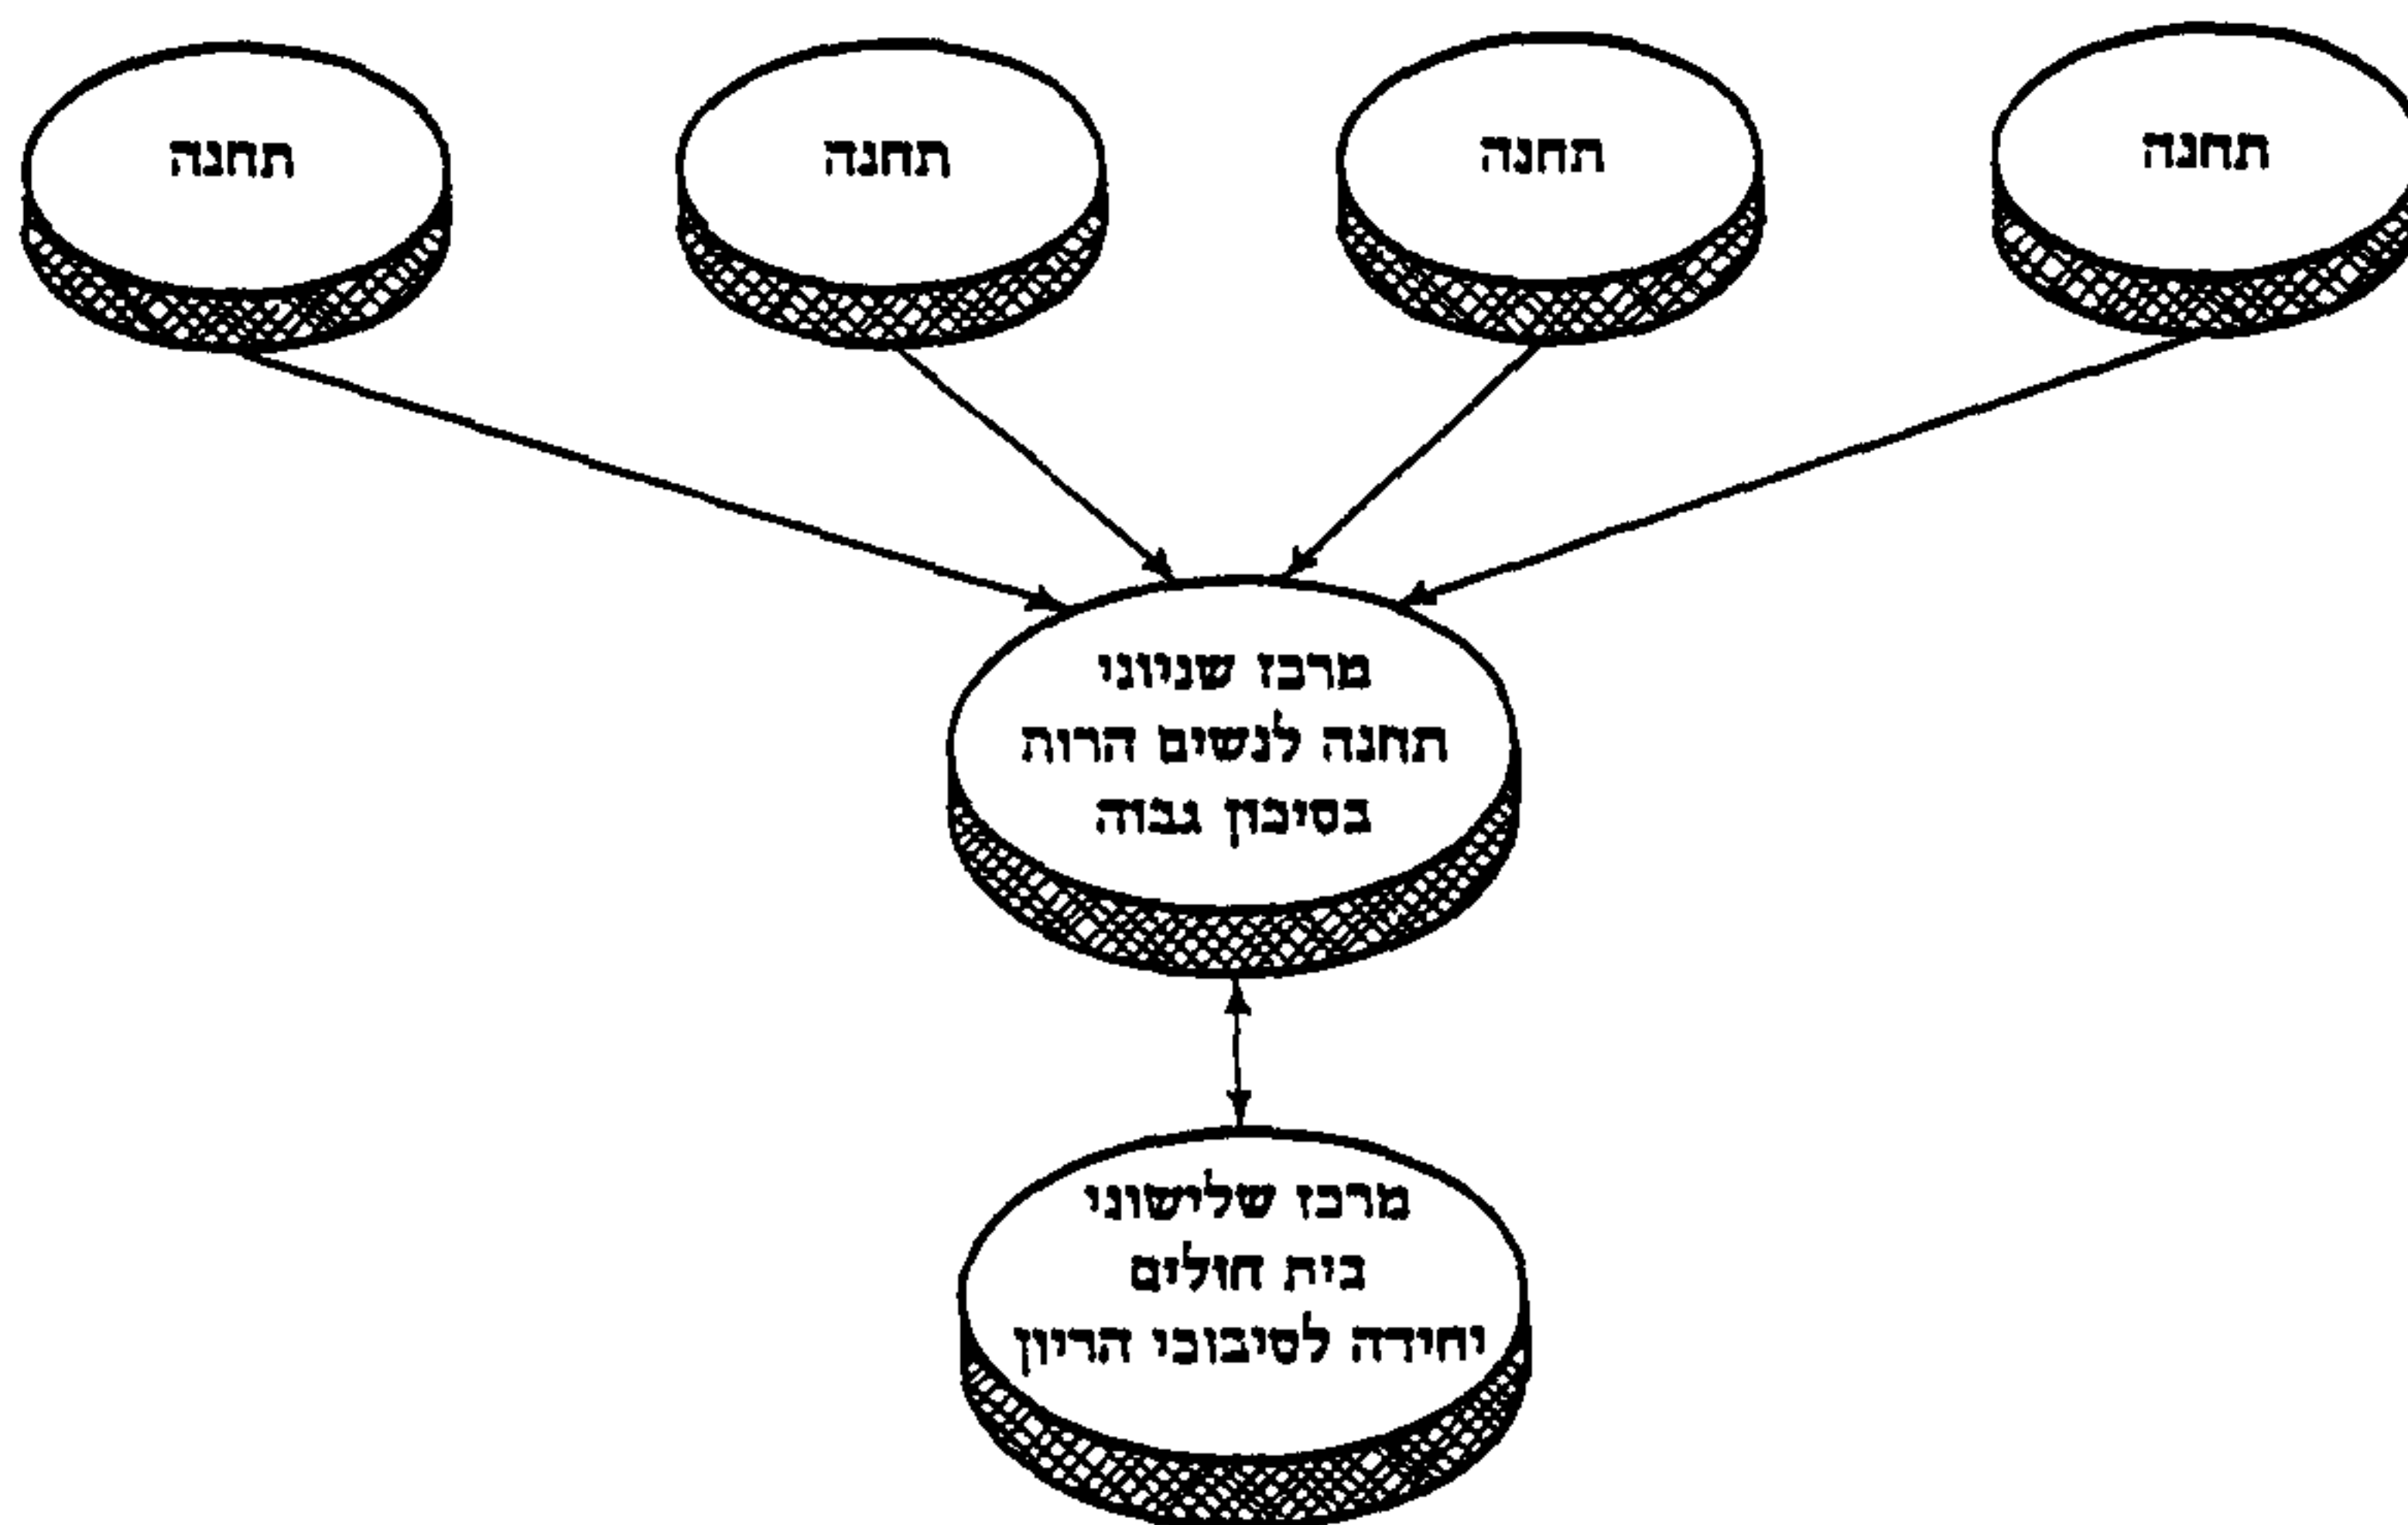 תחנה
תחנה
תחנה
תחנה
מרכז שניוני
תחנה לנשים הרות
בסיכון גבוה
מרכז שלישוני
בית חולים
יחידה לסיבוכי הריון